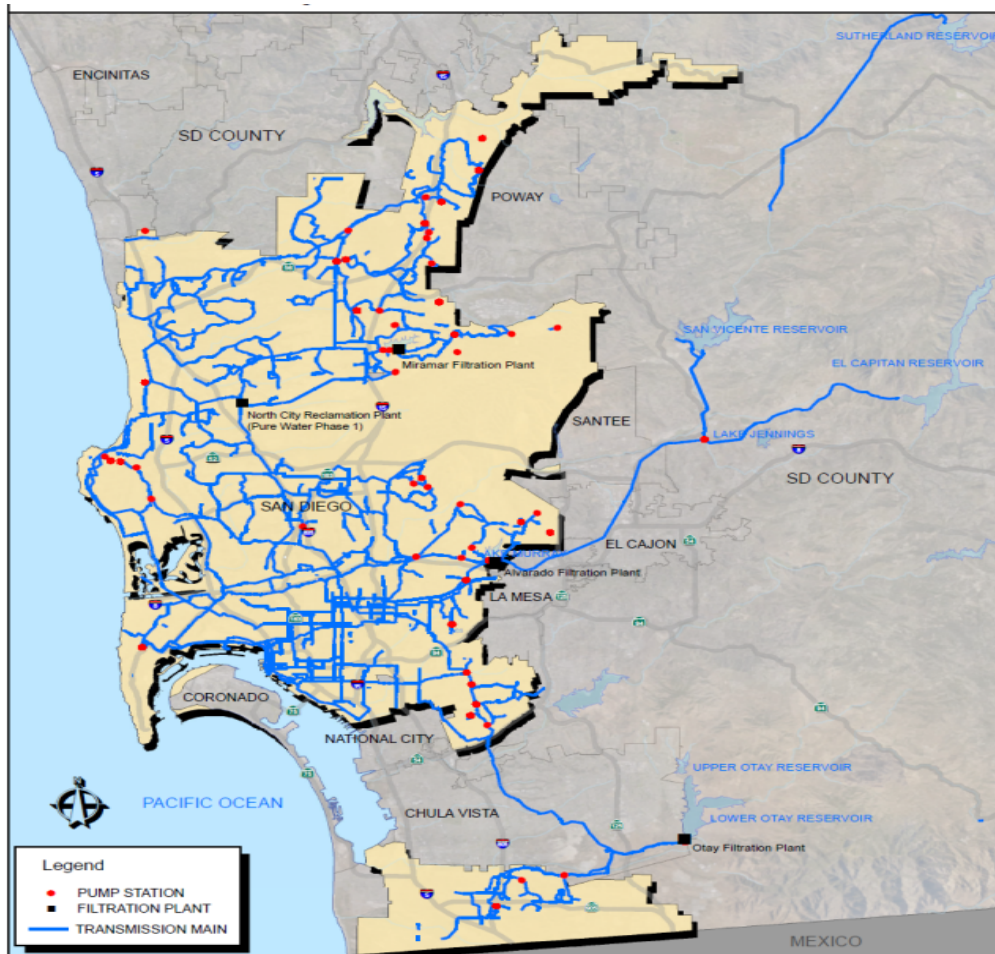 SUTHERLAND RESERVOIR
ENCINITAS
SD COUNTY
POWAY
SAN VICENTE RESERVOIR
Miramar Filtration Plant
EL CAPITAN RESERVOIR
North City Reclamation Plant
(Pure Water Phase 1)
SANTEE
LAKE JENNINGS
SD COUNTY
SAN DIEGO
EL CAJON
Alvarado Filtration Plant
LA MESA
CORONADO
NATIONAL CITY
UPPER OTAY RESERVOIR
PACIFIC OCEAN
CHULA VISTA
LOWER OTAY RESERVOIR
Otay Filtration Plant
Legend
PUMP STATION
FILTRATION PLANT
TRANSMISSION MAIN
MEXICO